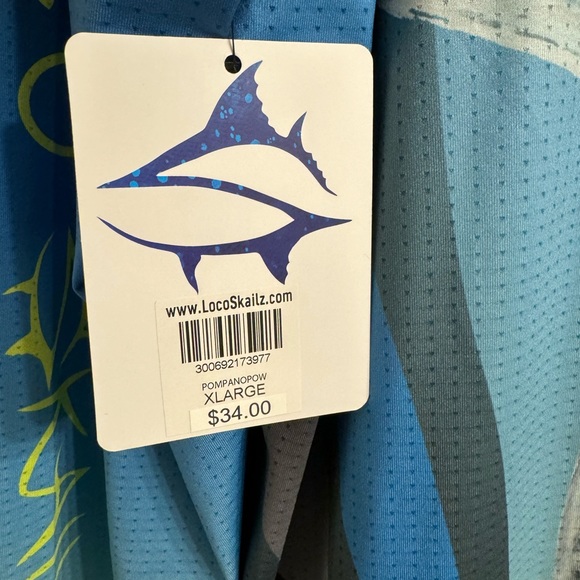 www.LocoSkailz.com
300692173977
POMPANOPOW
XLARGE
$34.00